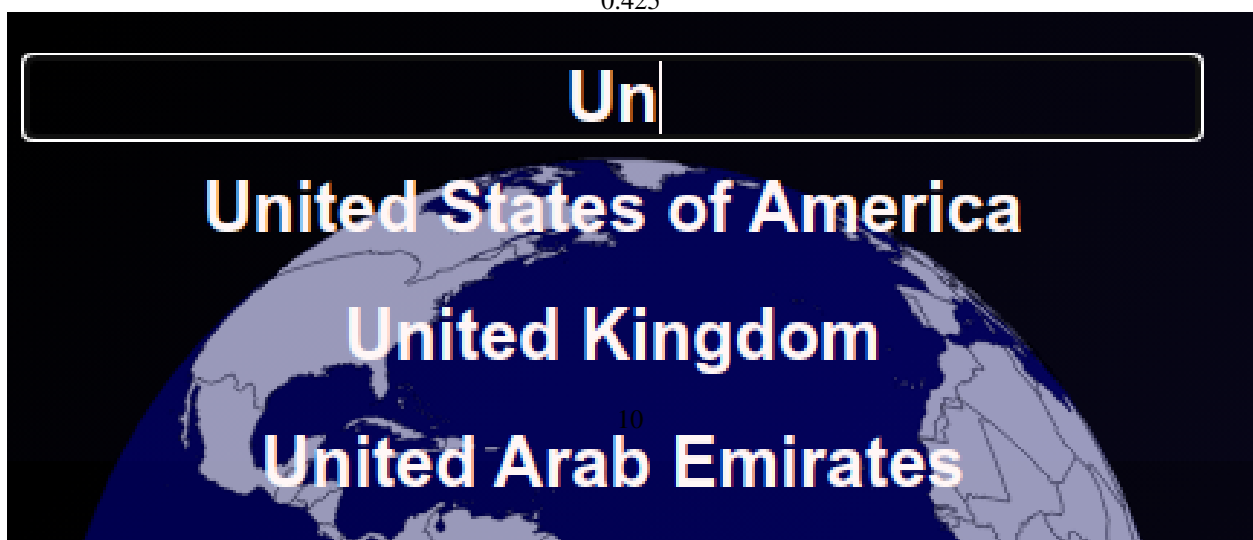 0.425
Un
United States of America
United Kingdom
10
United Arab Emirates